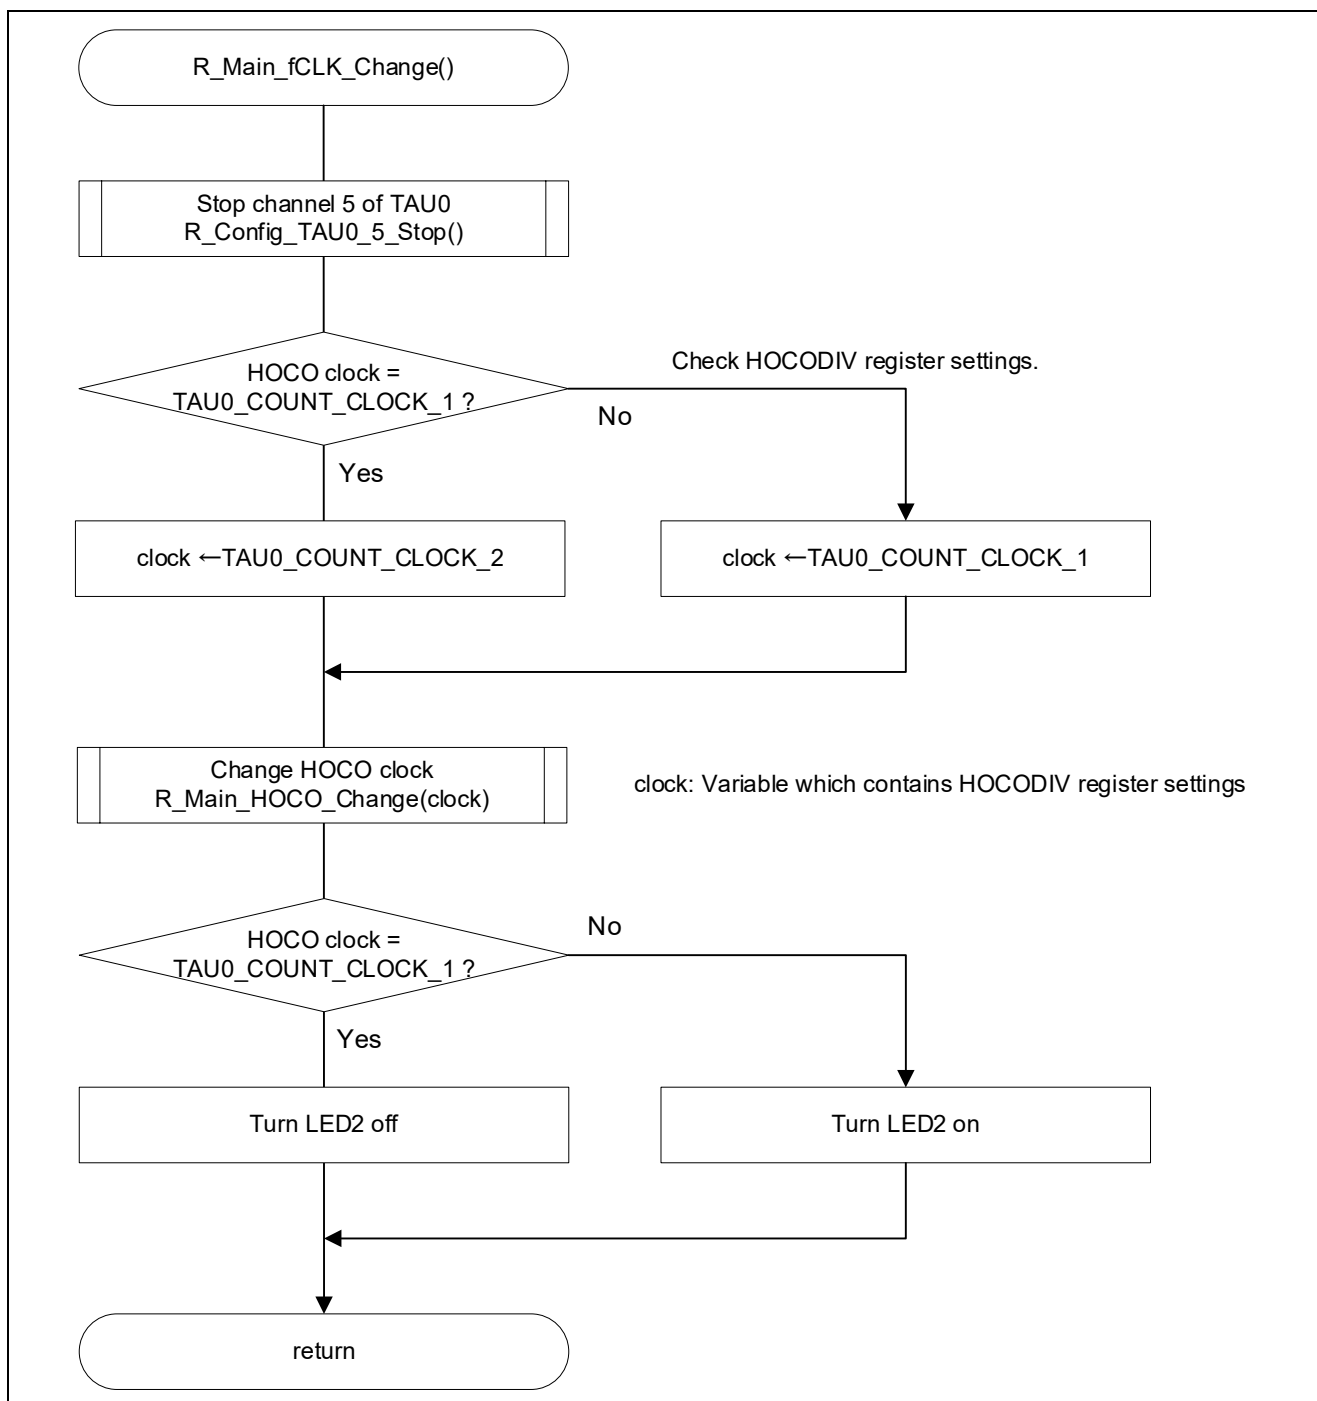 R_Main_fCLK_Change()
Stop channel 5 of TAU0
R_Config_TAU0_5_Stop()
HOCO clock =
TAU0_COUNT_CLOCK_1 ?
Check HOCODIV register settings.
No
Yes
clock ←TAU0_COUNT_CLOCK_2
clock ←TAU0_COUNT_CLOCK_1
Change HOCO clock
R_Main_HOCO_Change(clock)
clock: Variable which contains HOCODIV register settings
HOCO clock =
TAU0_COUNT_CLOCK_1 ?
No
Yes
Turn LED2 off
Turn LED2 on
return